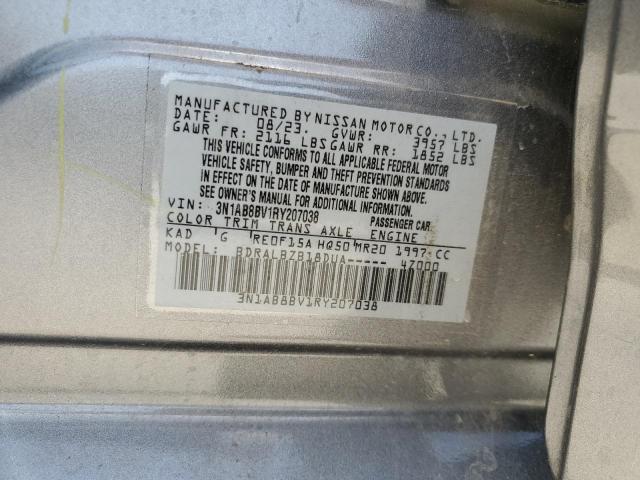 MANUFACTURED BY NISSAN MOTOR CO., LTD.
DATE: 08/23. GVWR: 3957 LBS
GAWR FR: 2116 LBS GAWR RR: 1852 LBS
THIS VEHICLE CONFORMS TO ALL APPLICABLE FEDERAL MOTOR
VEHICLE SAFETY, BUMPER AND THEFT PREVENTION STANDARDS
IN EFFECT ON THE DATE OF MANUFACTURE SHOWN ABOVE.
SEE OWNER'S MANUAL FOR ADDITIONAL INFORMATION.
VIN: 3N1AB8BV1RY207038 PASSENGER CAR.
COLOR TRIM TRANS AXLE ENGINE
KAD G RE0F15A HQ50 MR20 1997 CC
MODEL: BDRALBZB18DUA----- 47000
3N1AB8BV1RY207038